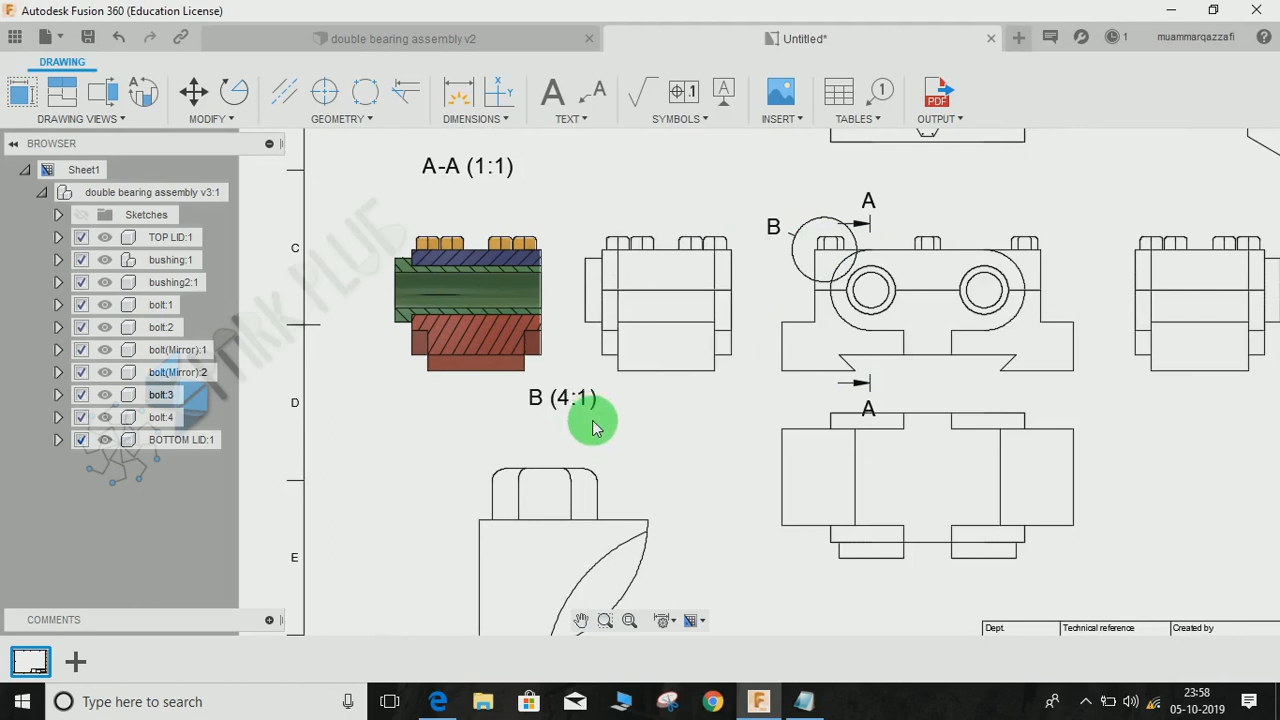 Autodesk Fusion 360 (Education License)
double bearing assembly v2
Untitled*
1
muammarqazzafi
DRAWING
DRAWING VIEWS
MODIFY
GEOMETRY
DIMENSIONS
TEXT
SYMBOLS
INSERT
TABLES
OUTPUT
BROWSER
Sheet1
double bearing assembly v3:1
Sketches
TOP LID:1
bushing:1
bushing2:1
bolt:1
bolt:2
bolt(Mirror):1
bolt(Mirror):2
bolt:3
bolt:4
BOTTOM LID:1
A-A (1:1)
A
B
C
D
E
A
B (4:1)
Dept.
Technical reference
Created by
COMMENTS
Type here to search
23:58
05-10-2019